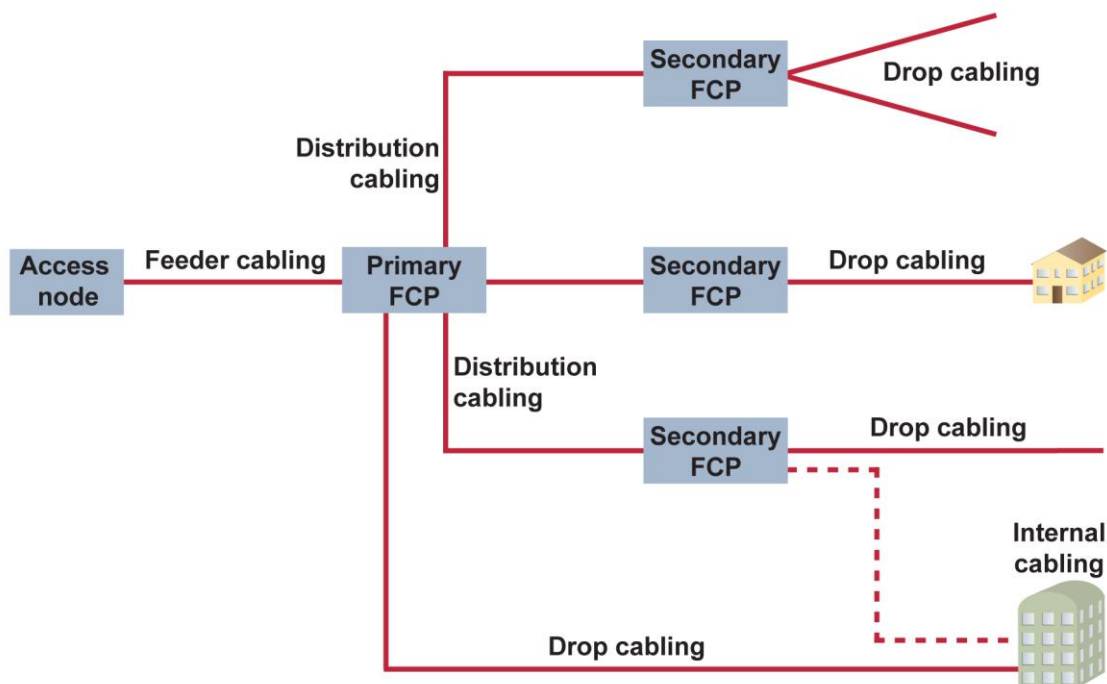 Secondary
FCP
Drop cabling
Distribution
cabling
Access
node
Feeder cabling
Primary
FCP
Secondary
FCP
Drop cabling
Distribution
cabling
Secondary
FCP
Drop cabling
Internal
cabling
Drop cabling